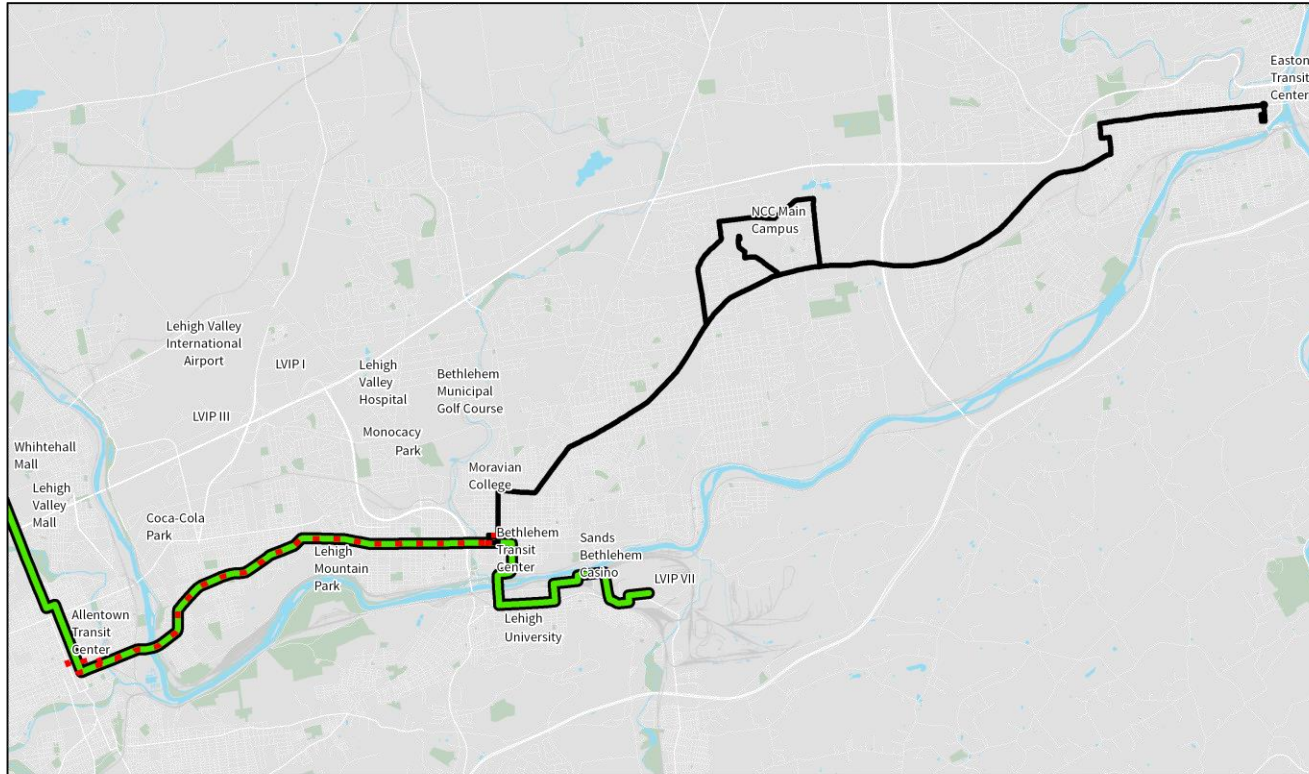 Easton
Transit
Center
NCC Main
Campus
Lehigh Valley
International
Airport
LVIP I
Lehigh
Valley
Hospital
Bethlehem
Municipal
Golf Course
LVIP III
Monocacy
Park
Whihtehall
Mall
Moravian
College
Lehigh
Valley
Mall
Coca-Cola
Park
Bethlehem
Transit
Center
Sands
Bethlehem
Casino
Lehigh
Mountain
Park
LVIP VII
Allentown
Transit
Center
Lehigh
University